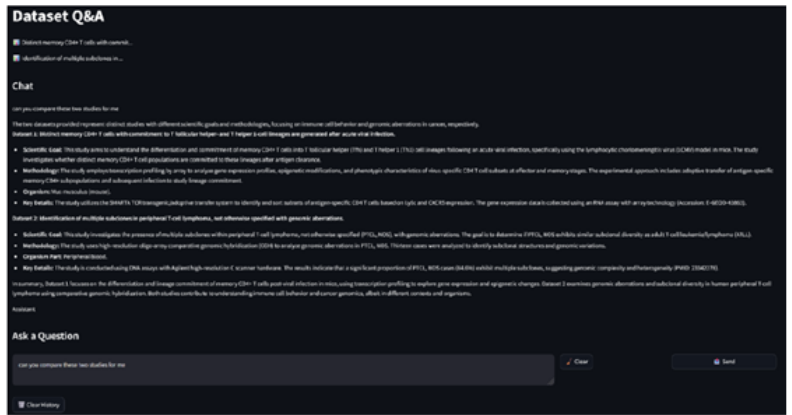 Dataset Q&A
Distinct memory CD4+ T cells with commit...
Identification of multiple subclones in ...
Chat
can you compare these two studies for me
The two datasets provided represent distinct studies with different scientific goals and methodologies, focusing on immune cell behavior and genomic aberrations in cancer, respectively.
Dataset 1: Distinct memory CD4+ T cells with commitment to T follicular helper- and T helper 1-cell lineages are generated after acute viral infection.
Scientific Goal: This study aims to understand the differentiation and commitment of memory CD4+ T cells into T follicular helper (Tfh) and T helper 1 (Th1) cell lineages following an acute viral infection, specifically using the lymphocytic choriomeningitis virus (LCMV) model in mice. The study
investigates whether distinct memory CD4+ T cell populations are committed to these lineages after antigen clearance.
Methodology: The study employs transcription profiling by array to analyze gene expression profiles, epigenetic modifications, and phenotypic characteristics of virus-specific CD4 T cell subsets at effector and memory stages. The experimental approach includes adoptive transfer of antigen-specific
memory CD4+ subpopulations and subsequent infection to study lineage commitment.
Organism: Mus musculus (mouse).
Key Details: The study utilizes the SMARTA TCR transgenic/adoptive transfer system to identify and sort subsets of antigen-specific CD4 T cells based on Ly6c and CXCR5 expression. The gene expression data collected using an RNA assay with array technology (Accession:
Dataset 2: Identification of multiple subclones in peripheral T-cell lymphoma, not otherwise specified with genomic aberrations.
Scientific Goal: This study investigates the presence of multiple subclones within peripheral T-cell lymphoma, not otherwise specified (PTCL, NOS), with genomic aberrations. The goal is to determine if PTCL, NOS exhibits similar subclonal diversity as adult T-cell leukemia/lymphoma (ATLL).
Methodology: The study uses high-resolution oligo-array comparative genomic hybridization (CGH) to analyze genomic aberrations in PTCL, NOS. Thirteen cases were analyzed to identify subclonal structures and genomic variations.
Organism Part: Peripheral blood.
Key Details: The study is conducted using DNA assays with Agilent high-resolution C scanner hardware. The results indicate that a significant proportion of PTCL, NOS cases exhibit multiple subclones, suggesting genomic complexity and heterogeneity
In summary, Dataset 1 focuses on the differentiation and lineage commitment of memory CD4+ T cells post-viral infection in mice, using transcription profiling to explore gene expression and epigenetic changes. Dataset 2 examines genomic aberrations and subclonal diversity in human peripheral T-cell
lymphoma using comparative genomic hybridization. Both studies contribute to understanding immune cell behavior and cancer genomics, albeit in different contexts and organisms.
Assistant
Ask a Question
can you compare these two studies for me
Clear
Send
Clear History